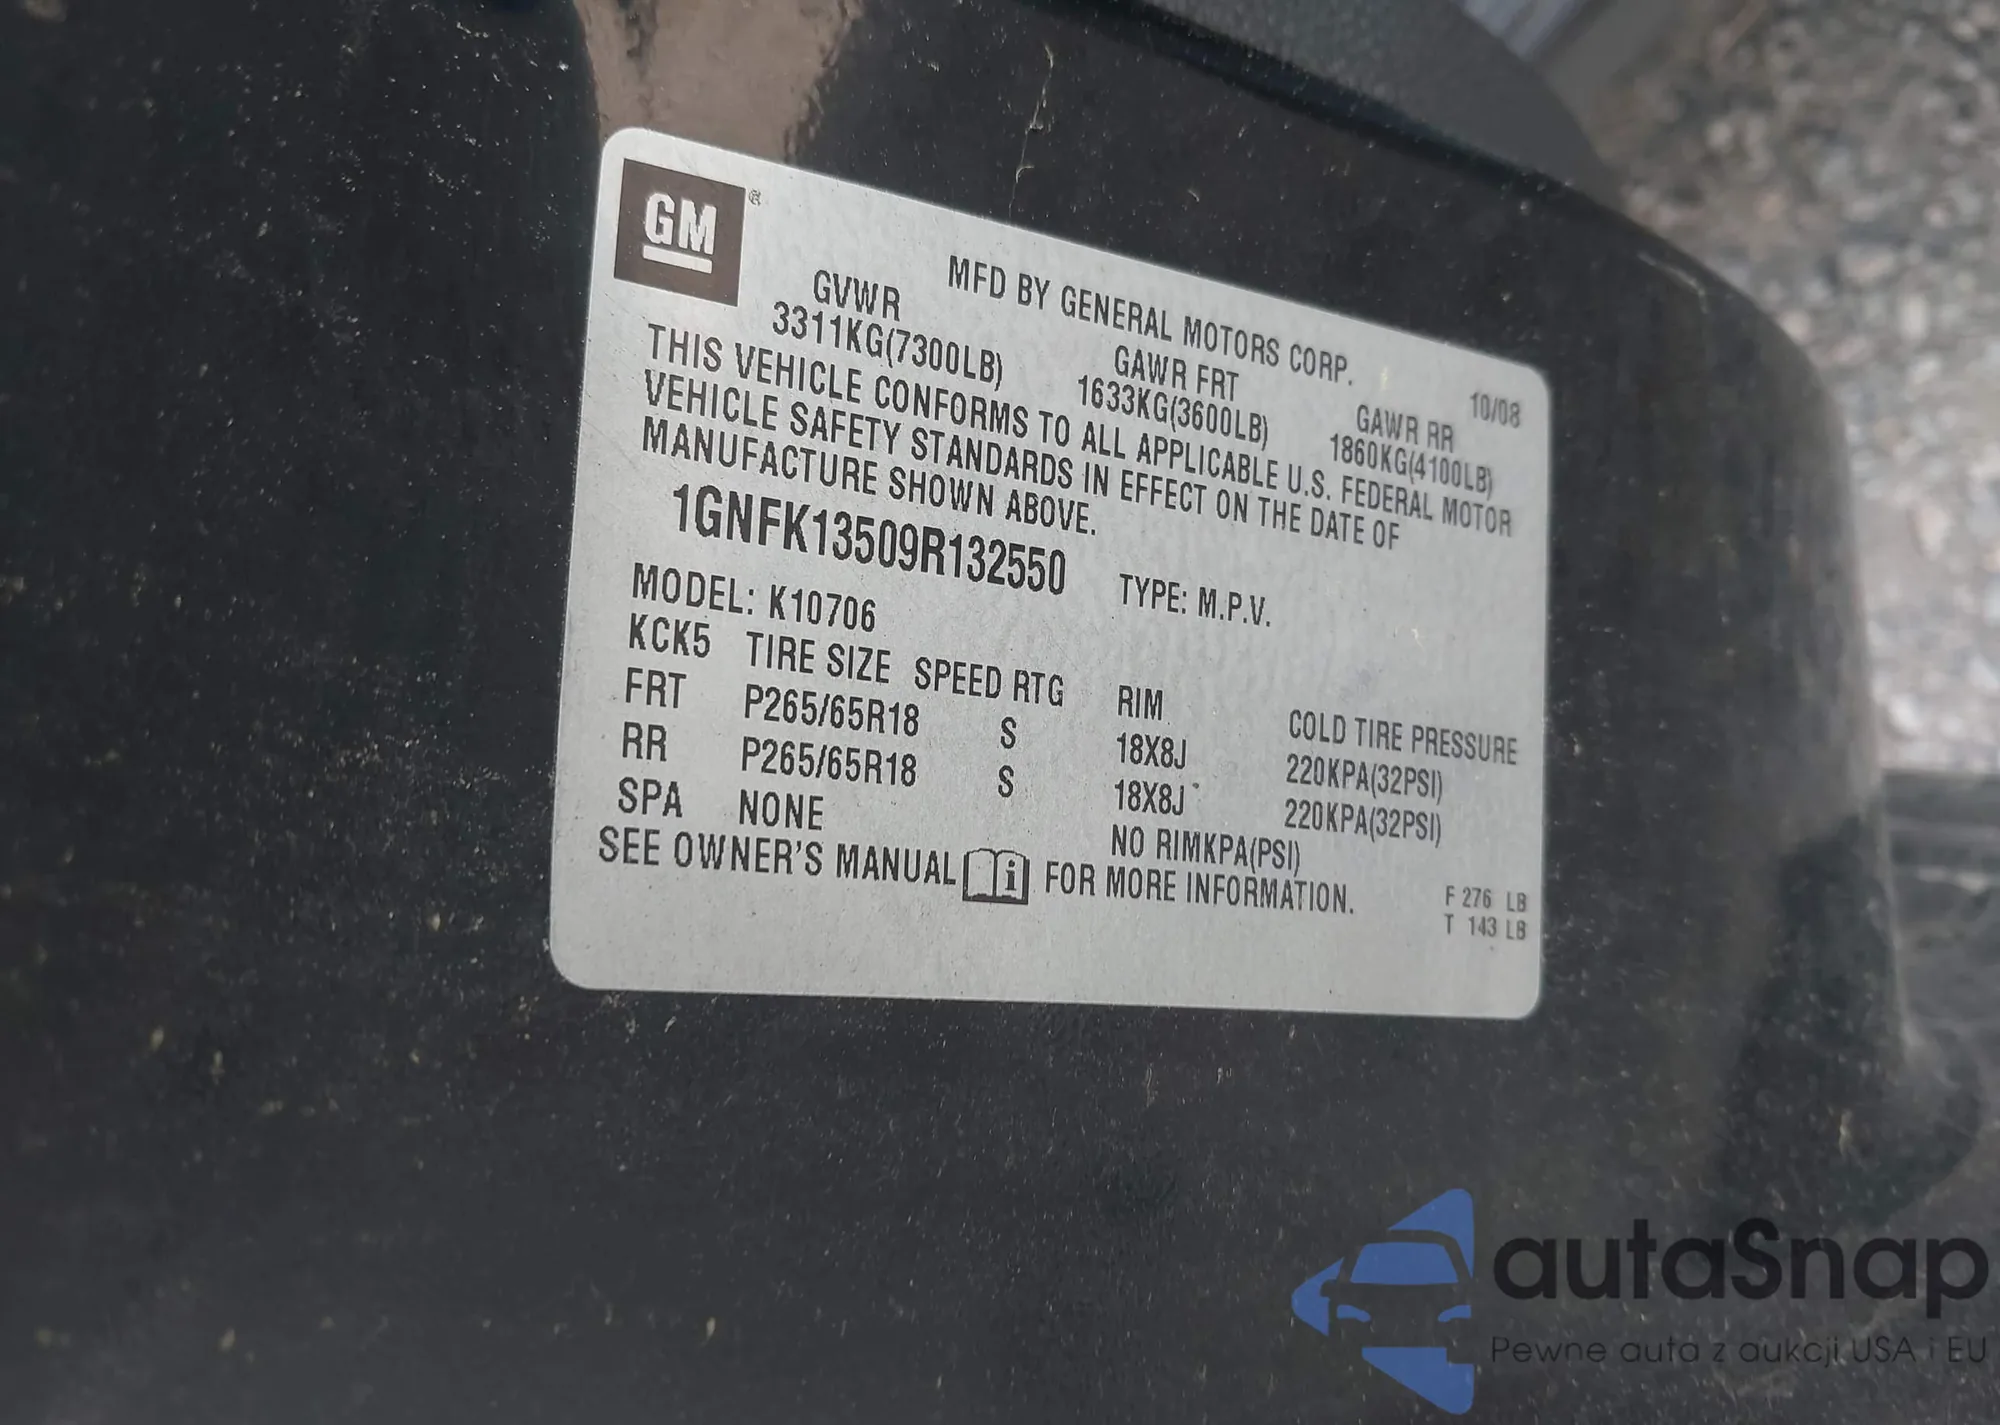 GM®
MFD BY GENERAL MOTORS CORP. 10/08
GVWR GAWR FRT GAWR RR
3311KG(7300LB) 1633KG(3600LB) 1860KG(4100LB)
THIS VEHICLE CONFORMS TO ALL APPLICABLE U.S. FEDERAL MOTOR
VEHICLE SAFETY STANDARDS IN EFFECT ON THE DATE OF
MANUFACTURE SHOWN ABOVE.
1GNFK13509R132550 TYPE: M.P.V.
MODEL: K10706
KCK5 TIRE SIZE SPEED RTG RIM COLD TIRE PRESSURE
FRT P265/65R18 S 18X8J 220KPA(32PSI)
RR P265/65R18 S 18X8J 220KPA(32PSI)
SPA NONE NO RIMKPA(PSI)
SEE OWNER'S MANUAL i FOR MORE INFORMATION.
F 276 LB
T 143 LB
autaSnap
Pewne auta z aukcji USA i EU